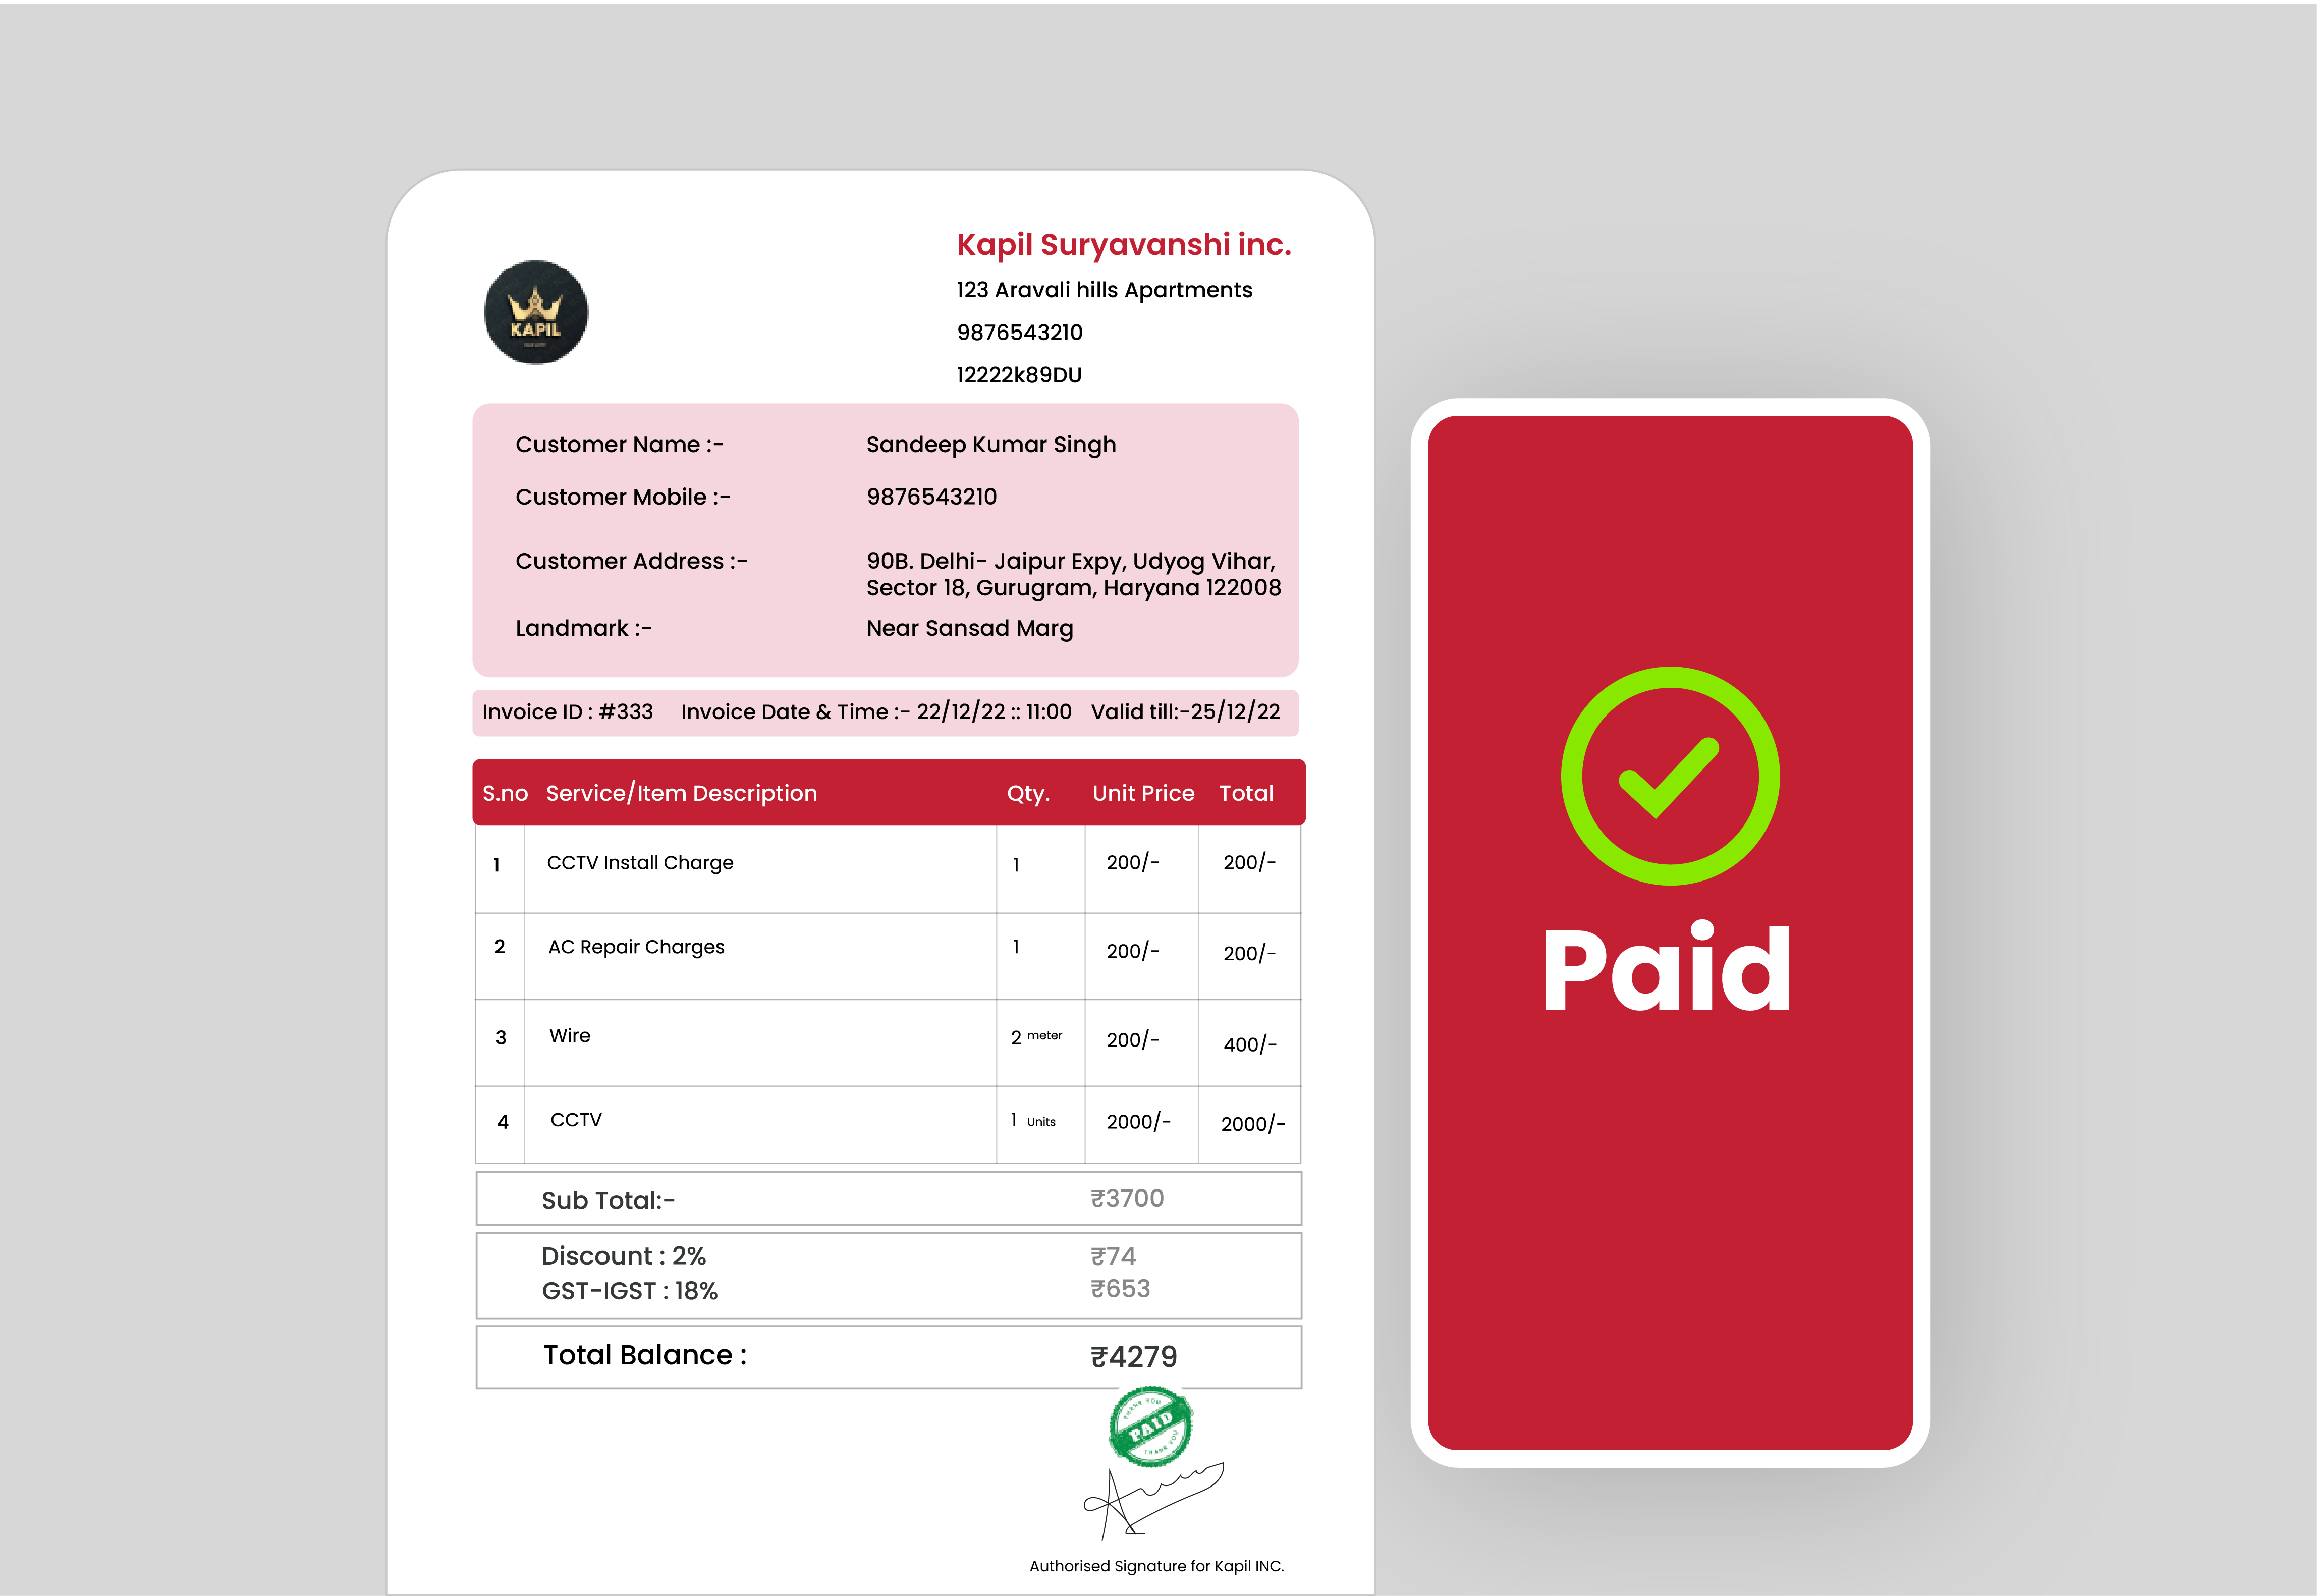 KAPIL
Kapil Suryavanshi inc.
123 Aravali hills Apartments
9876543210
12222k89DU
Customer Name :- Sandeep Kumar Singh
Customer Mobile :- 9876543210
Customer Address :- 90B. Delhi- Jaipur Expy, Udyog Vihar,
Sector 18, Gurugram, Haryana 122008
Landmark :- Near Sansad Marg
Invoice ID : #333 Invoice Date & Time :- 22/12/22 :: 11:00 Valid till:-25/12/22
S.no Service/Item Description Qty. Unit Price Total
1 CCTV Install Charge 1 200/- 200/-
2 AC Repair Charges 1 200/- 200/-
3 Wire 2 meter 200/- 400/-
4 CCTV 1 Units 2000/- 2000/-
Sub Total:- ₹3700
Discount : 2% ₹74
GST-IGST : 18% ₹653
Total Balance : ₹4279
THANK YOU
PAID
THANK YOU
Authorised Signature for Kapil INC.
Paid